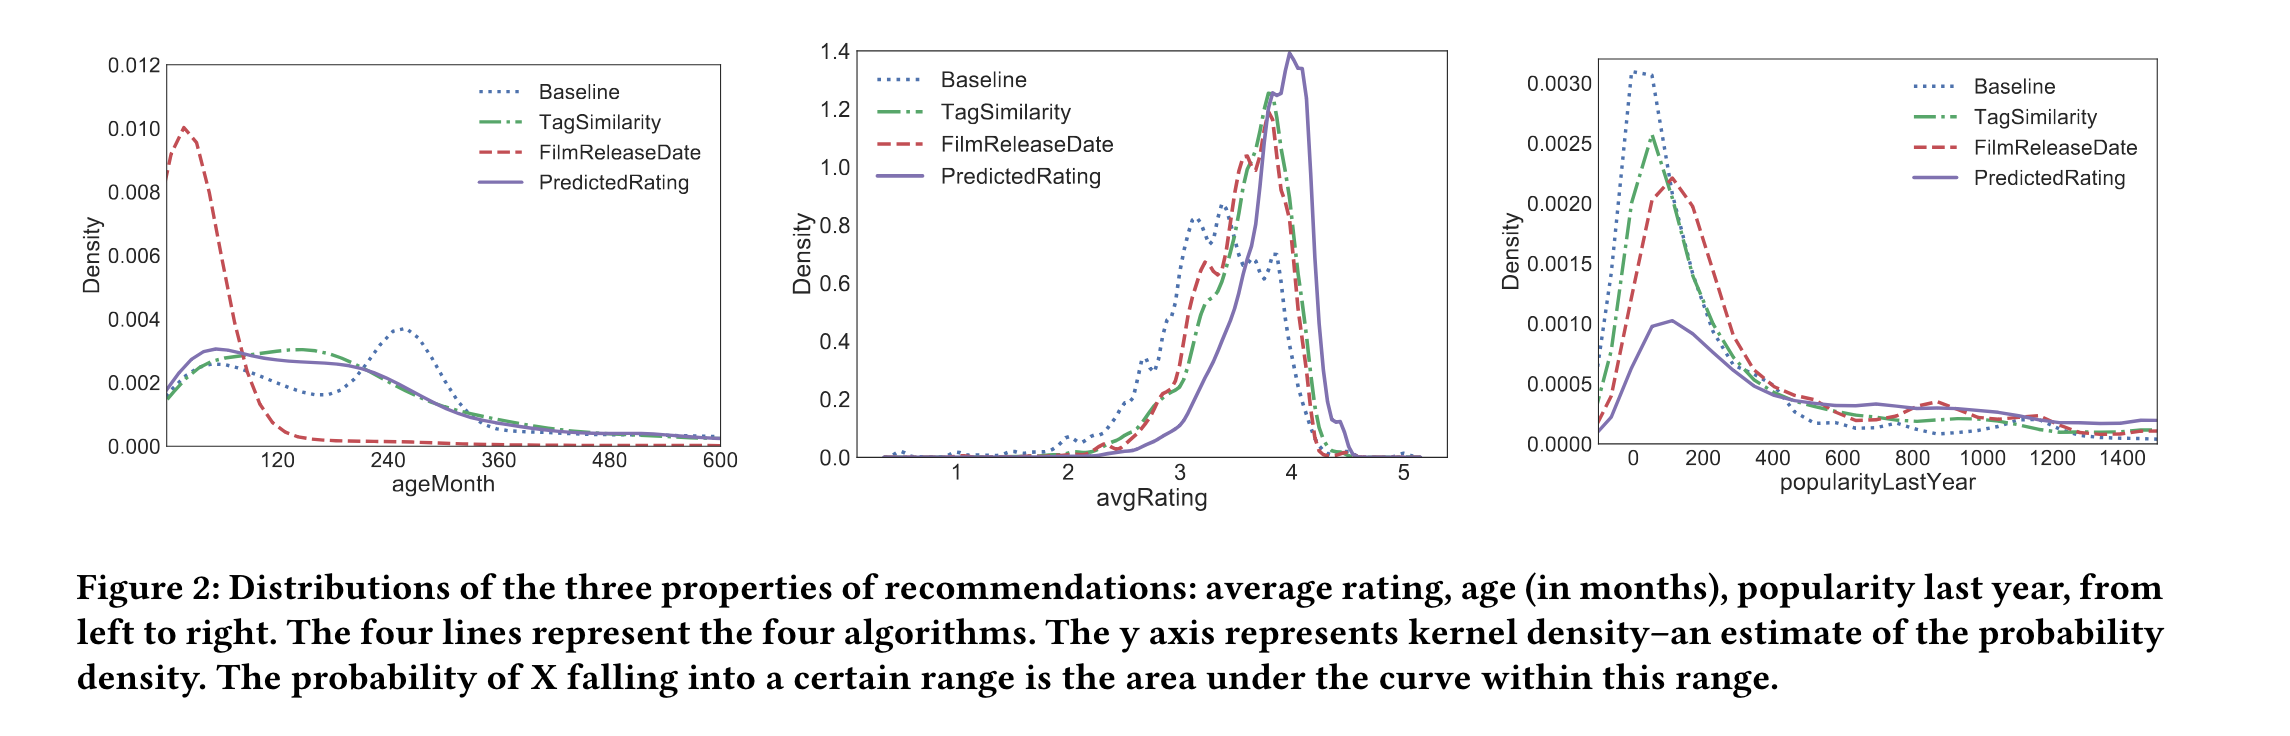 0.012
0.010
0.008
0.006
0.004
0.002
0.000
Density
Baseline
TagSimilarity
FilmReleaseDate
PredictedRating
120 240 360 480 600
ageMonth
1.4
1.2
1.0
0.8
0.6
0.4
0.2
0.0
Density
Baseline
TagSimilarity
FilmReleaseDate
PredictedRating
1 2 3 4 5
avgRating
0.0030
0.0025
0.0020
0.0015
0.0010
0.0005
0.0000
Density
Baseline
TagSimilarity
FilmReleaseDate
PredictedRating
0 200 400 600 800 1000 1200 1400
popularityLastYear
Figure 2: Distributions of the three properties of recommendations: average rating, age (in months), popularity last year, from
left to right. The four lines represent the four algorithms. The y axis represents kernel density–an estimate of the probability
density. The probability of X falling into a certain range is the area under the curve within this range.